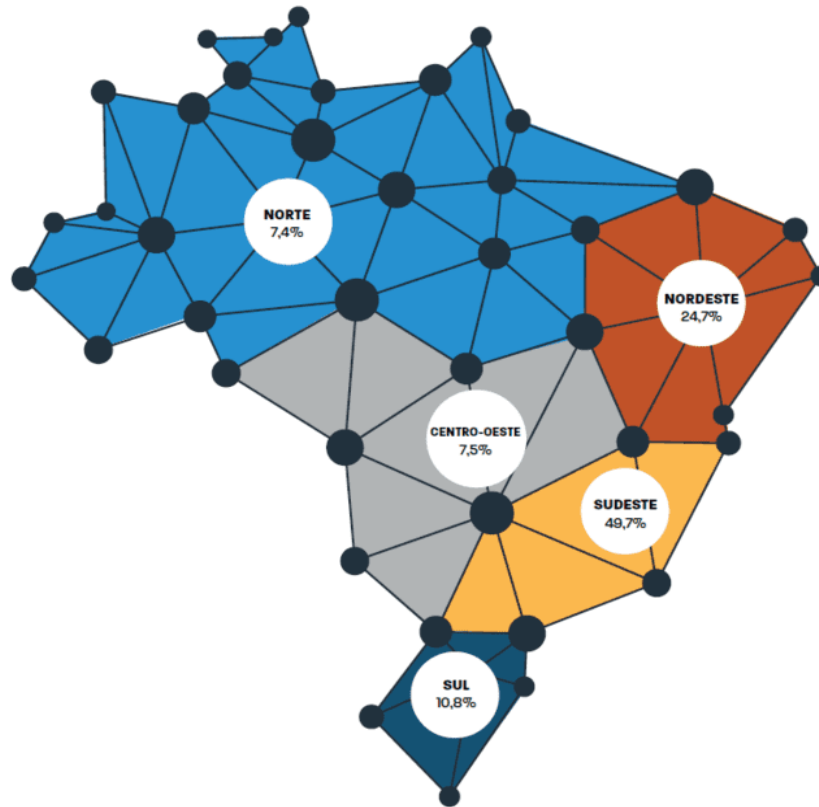 NORTE
7,4%
NORDESTE
24,7%
CENTRO-OESTE
7,5%
SUDESTE
49,7%
SUL
10,8%